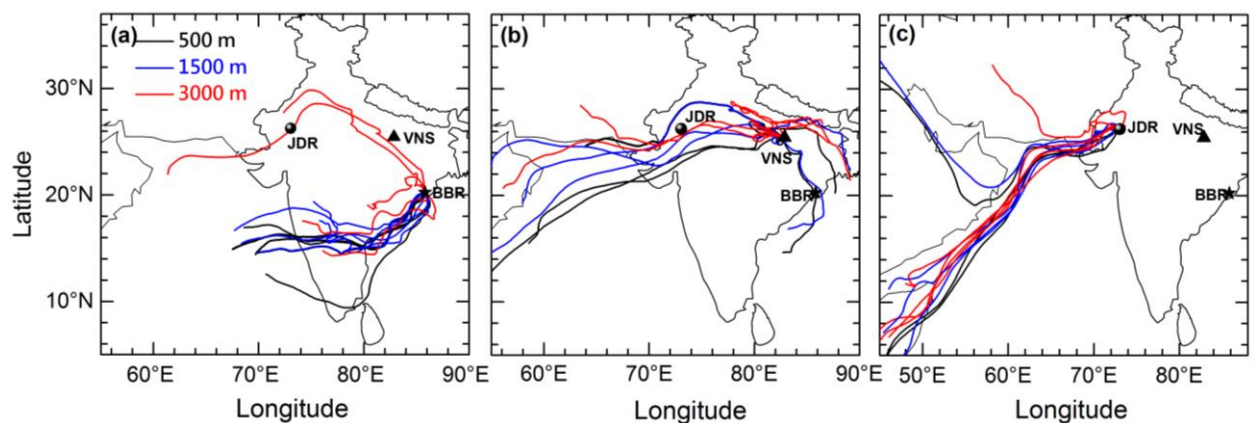 (a)
500 m
1500 m
3000 m
JDR
VNS
BBR
(b)
JDR
VNS
BBR
(c)
JDR
VNS
BBR
Latitude
30°N
20°N
10°N
60°E 70°E 80°E 90°E
60°E 70°E 80°E 90°E
50°E 60°E 70°E 80°E
Longitude Longitude Longitude